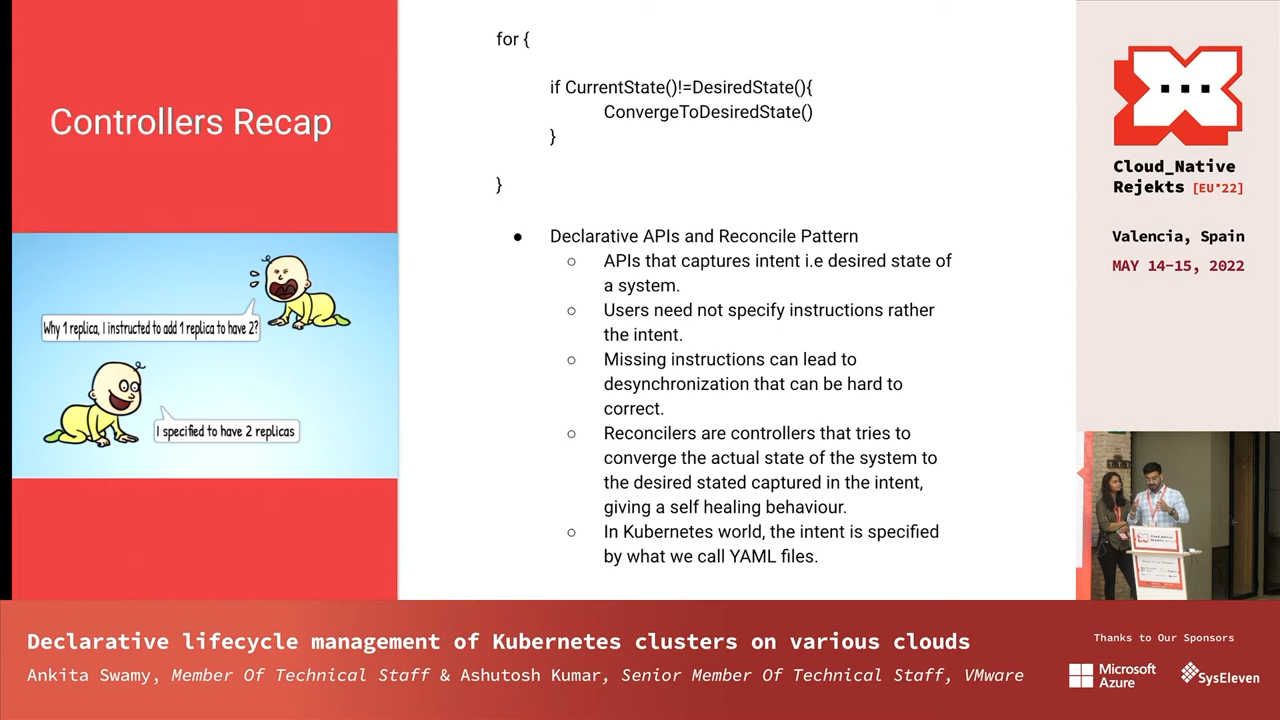 Controllers Recap
Why 1 replica, I instructed to add 1 replica to have 2?
I specified to have 2 replicas
for {
if CurrentState()!=DesiredState(){
ConvergeToDesiredState()
}
}
● Declarative APIs and Reconcile Pattern
○ APIs that captures intent i.e desired state of
a system.
○ Users need not specify instructions rather
the intent.
○ Missing instructions can lead to
desynchronization that can be hard to
correct.
○ Reconcilers are controllers that tries to
converge the actual state of the system to
the desired stated captured in the intent,
giving a self healing behaviour.
○ In Kubernetes world, the intent is specified
by what we call YAML files.
Cloud_Native
Rejekts [EU'22]
Valencia, Spain
MAY 14-15, 2022
Declarative lifecycle management of Kubernetes clusters on various clouds
Ankita Swamy, Member Of Technical Staff & Ashutosh Kumar, Senior Member Of Technical Staff, VMware
Thanks to Our Sponsors
Microsoft
Azure
SysEleven